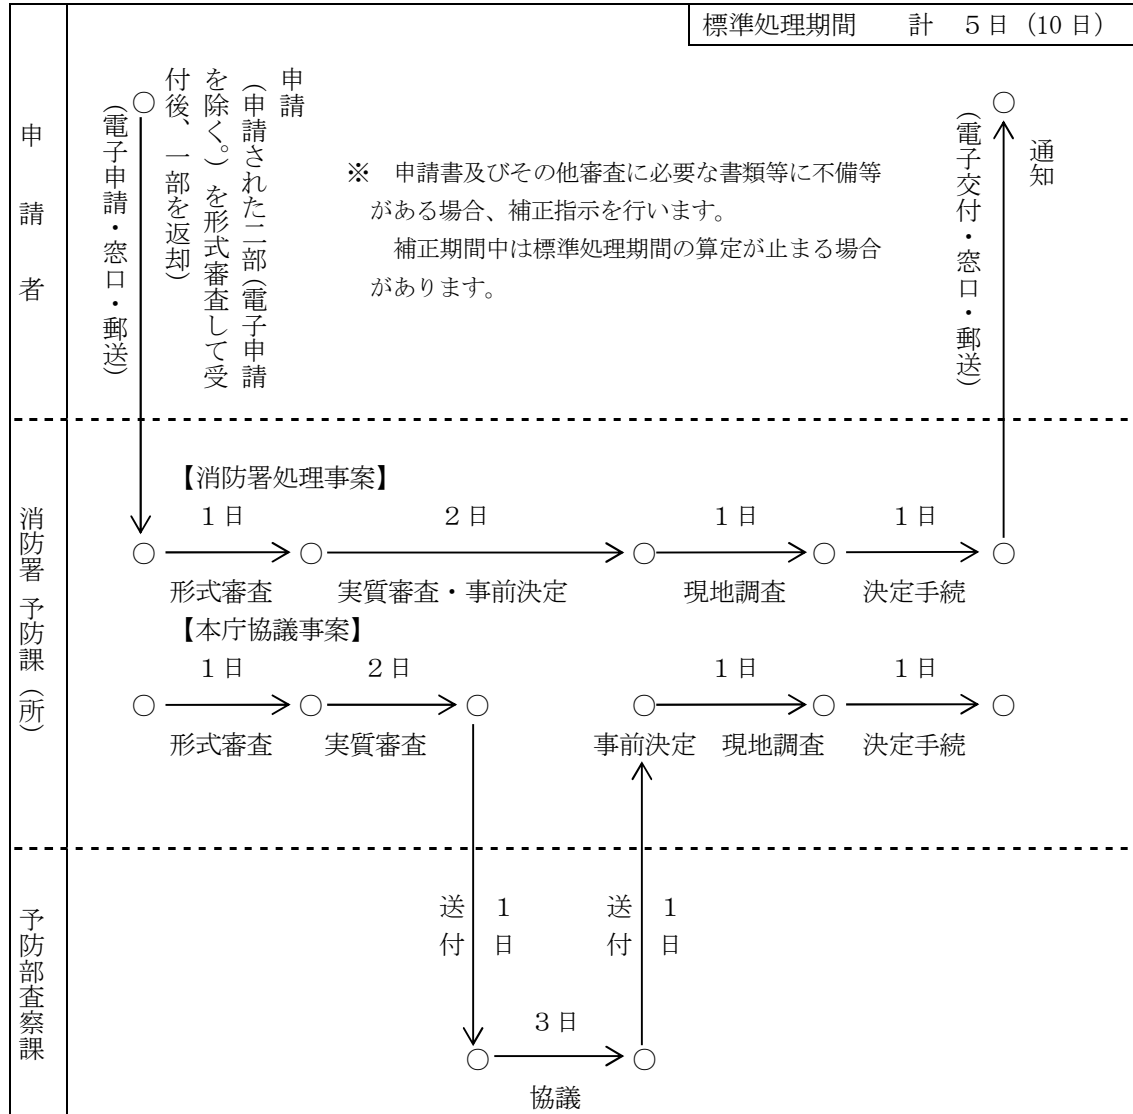 標準処理期間　計　５日（10日）
申請者
申請
（申請された二部（電子申請
を除く。）を形式審査して受
付後、一部を返却）
（電子申請・窓口・郵送）
※　申請書及びその他審査に必要な書類等に不備等
がある場合、補正指示を行います。
補正期間中は標準処理期間の算定が止まる場合
があります。
通知
（電子交付・窓口・郵送）
消防署予防課（所）
【消防署処理事案】
１日　２日　１日　１日
形式審査　実質審査・事前決定　現地調査　決定手続
【本庁協議事案】
１日　２日　１日　１日
形式審査　実質審査　事前決定　現地調査　決定手続
予防部査察課
送付　１日　送付　１日
３日
協議